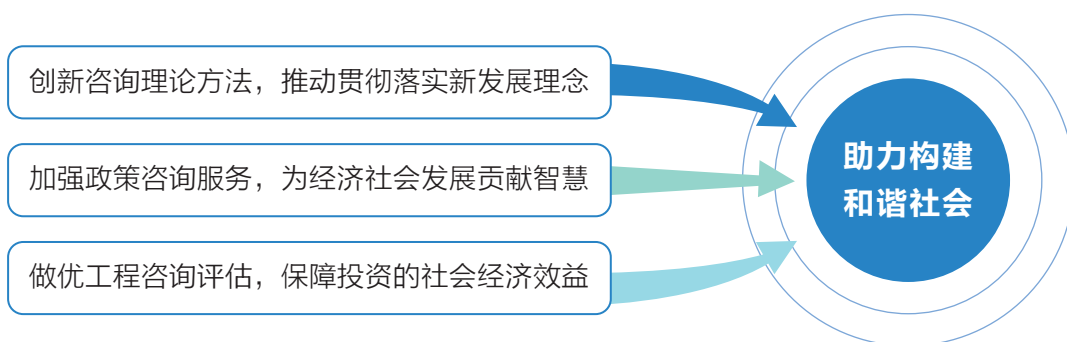 创新咨询理论方法，推动贯彻落实新发展理念
加强政策咨询服务，为经济社会发展贡献智慧
做优工程咨询评估，保障投资的社会经济效益
助力构建
和谐社会